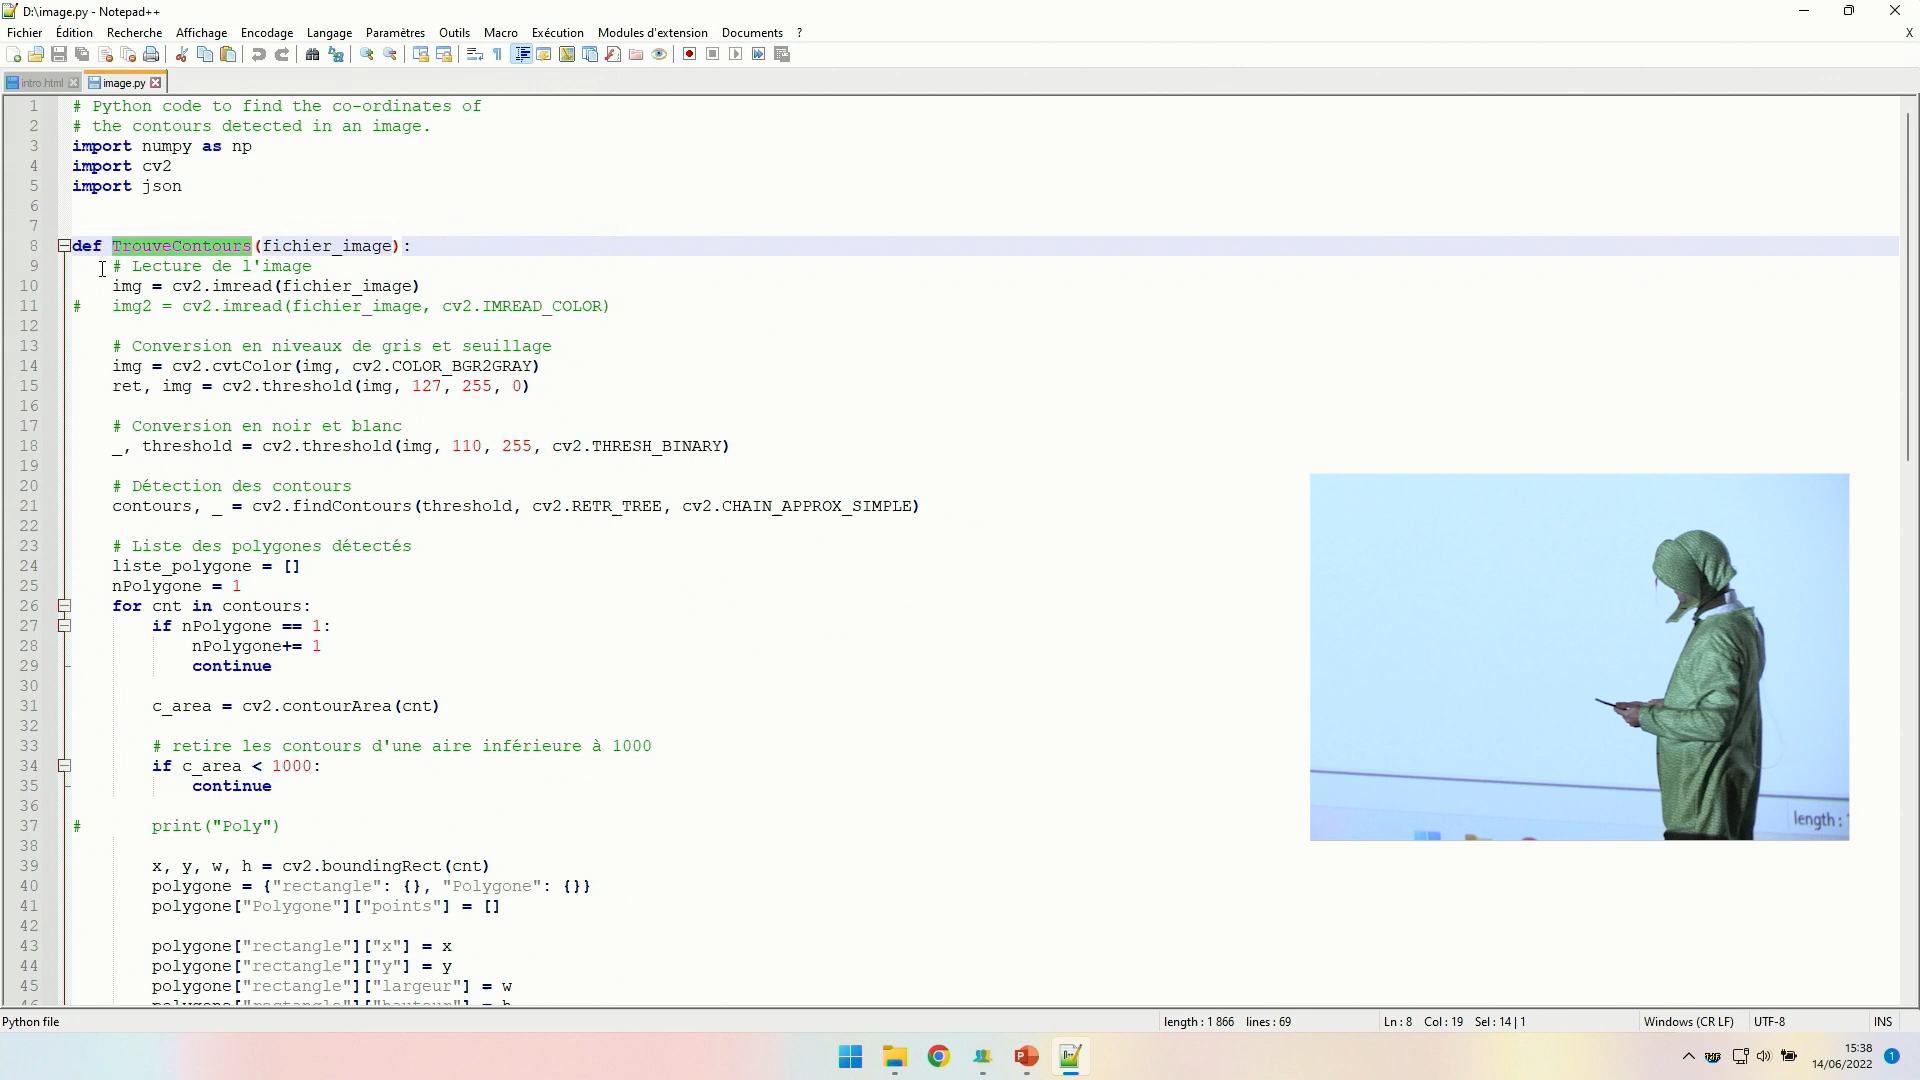 D:\image.py - Notepad++
Fichier Édition Recherche Affichage Encodage Langage Paramètres Outils Macro Exécution Modules d'extension Documents ? X
intro.html image.py
1 # Python code to find the co-ordinates of
2 # the contours detected in an image.
3 import numpy as np
4 import cv2
5 import json
6
7
8 def TrouveContours(fichier_image):
9 # Lecture de l'image
10 img = cv2.imread(fichier_image)
11 # img2 = cv2.imread(fichier_image, cv2.IMREAD_COLOR)
12
13 # Conversion en niveaux de gris et seuillage
14 img = cv2.cvtColor(img, cv2.COLOR_BGR2GRAY)
15 ret, img = cv2.threshold(img, 127, 255, 0)
16
17 # Conversion en noir et blanc
18 _, threshold = cv2.threshold(img, 110, 255, cv2.THRESH_BINARY)
19
20 # Détection des contours
21 contours, _ = cv2.findContours(threshold, cv2.RETR_TREE, cv2.CHAIN_APPROX_SIMPLE)
22
23 # Liste des polygones détectés
24 liste_polygone = []
25 nPolygone = 1
26 for cnt in contours:
27 if nPolygone == 1:
28 nPolygone+= 1
29 continue
30
31 c_area = cv2.contourArea(cnt)
32
33 # retire les contours d'une aire inférieure à 1000
34 if c_area < 1000:
35 continue
36
37 # print("Poly")
38
39 x, y, w, h = cv2.boundingRect(cnt)
40 polygone = {"rectangle": {}, "Polygone": {}}
41 polygone["Polygone"]["points"] = []
42
43 polygone["rectangle"]["x"] = x
44 polygone["rectangle"]["y"] = y
45 polygone["rectangle"]["largeur"] = w
46 polygone["rectangle"]["hauteur"] = h
length :
Python file length : 1 866 lines : 69 Ln : 8 Col : 19 Sel : 14 | 1 Windows (CR LF) UTF-8 INS
15:38
14/06/2022 1